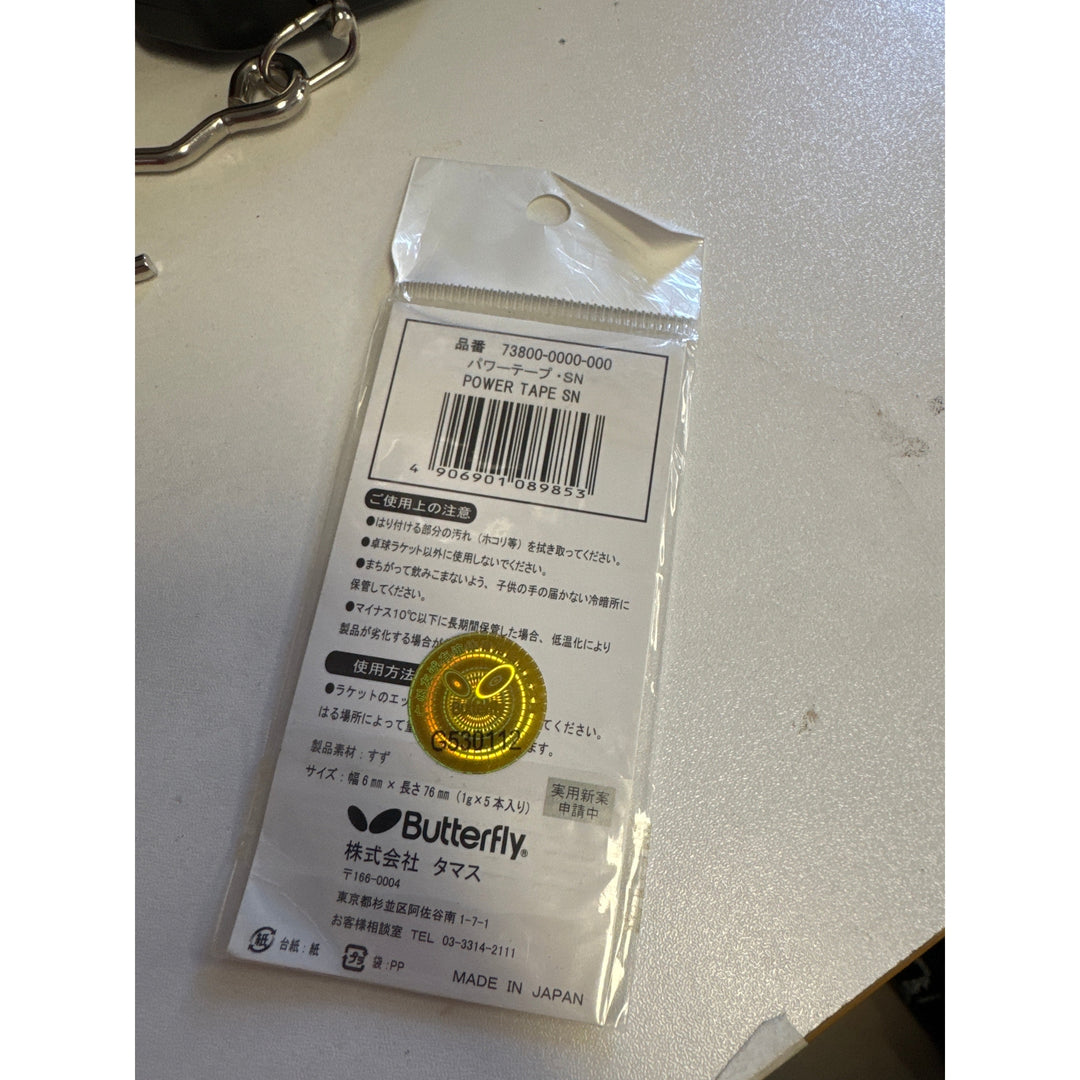 品番 73800-0000-000
パワーテープ・SN
POWER TAPE SN
4 906901 089853
ご使用上の注意
●はり付ける部分の汚れ（ホコリ等）を拭き取ってください。
●卓球ラケット以外に使用しないでください。
●まちがって飲みこまないよう、子供の手の届かない冷暗所に
保管してください。
●マイナス10℃以下に長期間保管した場合、低温化により
製品が劣化する場合が
使用方法
●ラケットのエッ てください。
はる場所によって ます。
Butterfly
G530112
製品素材：すず
サイズ：幅6㎜×長さ76㎜（1g×5本入り）
実用新案
申請中
Butterfly®
株式会社 タマス
〒166-0004
東京都杉並区阿佐谷南1-7-1
お客様相談室 TEL 03-3314-2111
紙 台紙：紙
プラ 袋：PP
MADE IN JAPAN